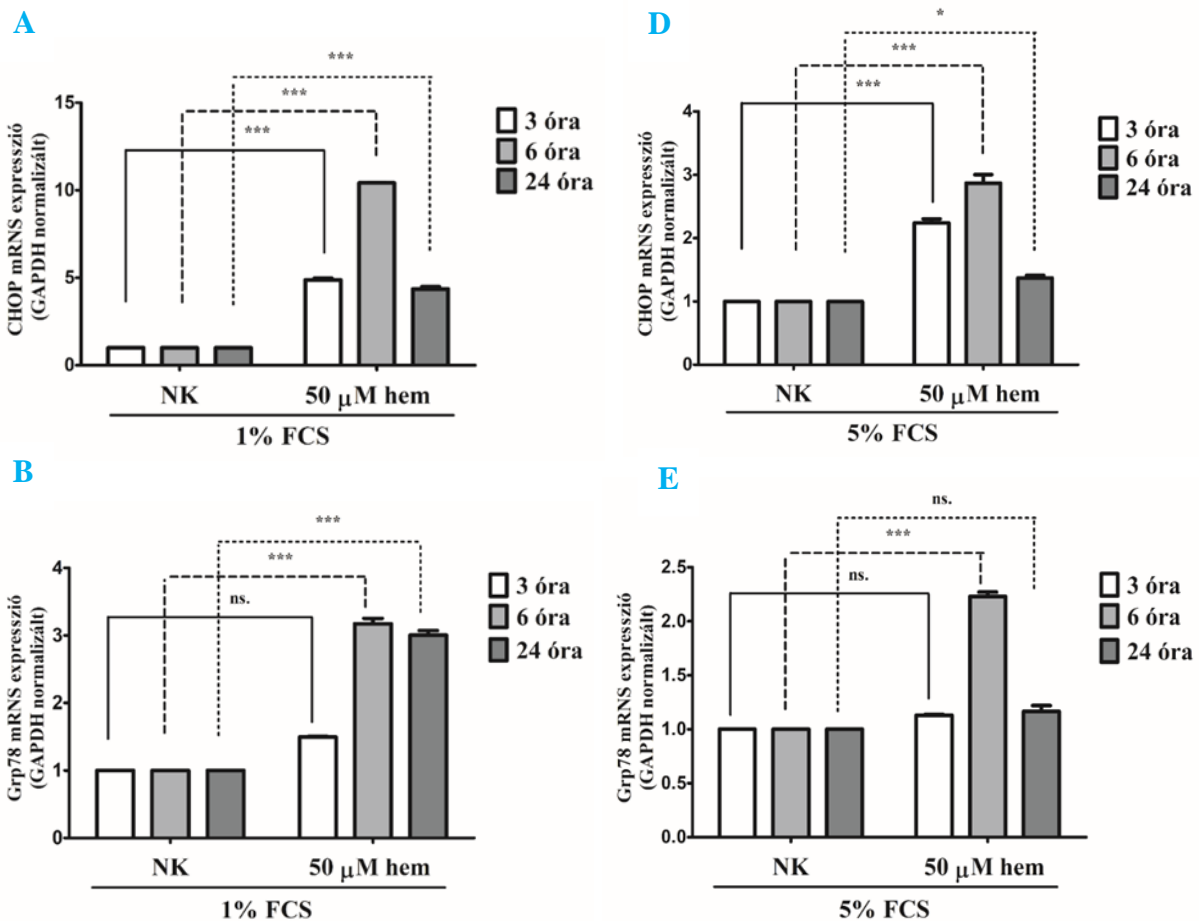 A
***
***
***
CHOP mRNS expresszió
(GAPDH normalizált)
15
10
5
0
3 óra
6 óra
24 óra
NK
50 μM hem
1% FCS
D
*
***
***
CHOP mRNS expresszió
(GAPDH normalizált)
4
3
2
1
0
3 óra
6 óra
24 óra
NK
50 μM hem
5% FCS
B
***
***
ns.
Grp78 mRNS expresszió
(GAPDH normalizált)
4
3
2
1
0
3 óra
6 óra
24 óra
NK
50 μM hem
1% FCS
E
ns.
***
ns.
Grp78 mRNS expresszió
(GAPDH normalizált)
2.5
2.0
1.5
1.0
0.5
0.0
3 óra
6 óra
24 óra
NK
50 μM hem
5% FCS